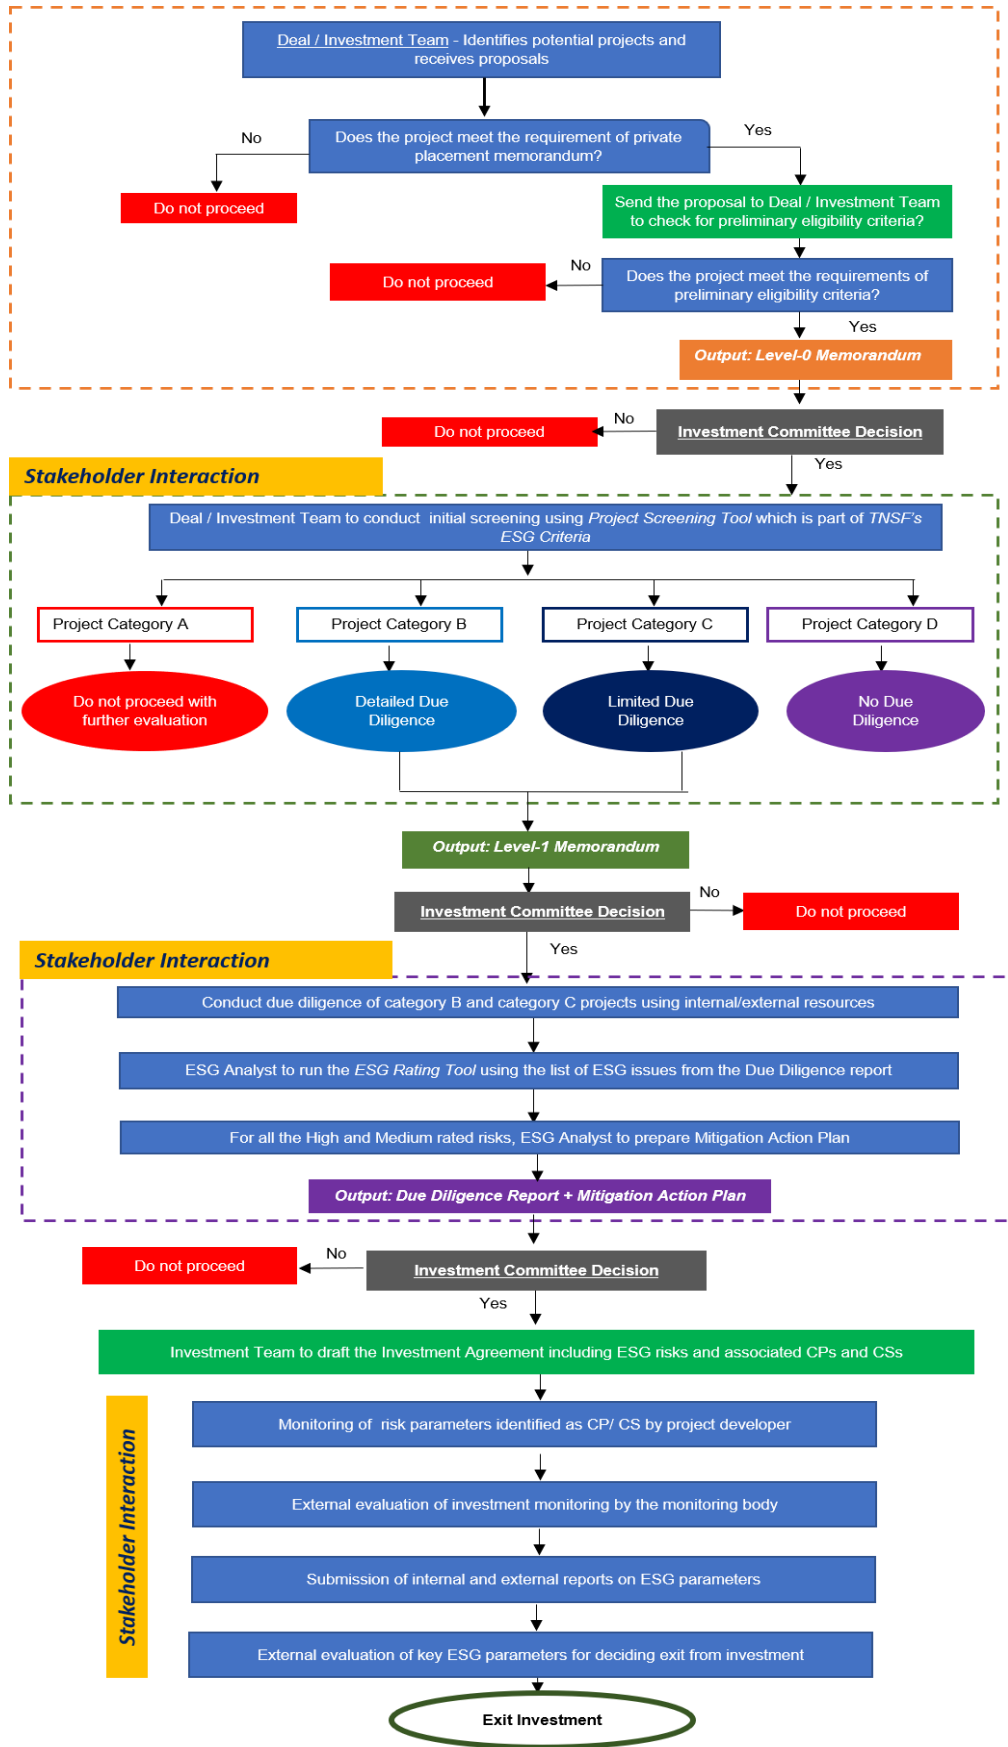 Deal / Investment Team - Identifies potential projects and
receives proposals
No
Does the project meet the requirement of private
placement memorandum?
Yes
Do not proceed
Send the proposal to Deal / Investment Team
to check for preliminary eligibility criteria?
Do not proceed
No
Does the project meet the requirements of
preliminary eligibility criteria?
Yes
Output: Level-0 Memorandum
Do not proceed
No
Investment Committee Decision
Yes
Stakeholder Interaction
Deal / Investment Team to conduct initial screening using Project Screening Tool which is part of TNSF's
ESG Criteria
Project Category A
Project Category B
Project Category C
Project Category D
Do not proceed with
further evaluation
Detailed Due
Diligence
Limited Due
Diligence
No Due
Diligence
Output: Level-1 Memorandum
Investment Committee Decision
No
Do not proceed
Yes
Stakeholder Interaction
Conduct due diligence of category B and category C projects using internal/external resources
ESG Analyst to run the ESG Rating Tool using the list of ESG issues from the Due Diligence report
For all the High and Medium rated risks, ESG Analyst to prepare Mitigation Action Plan
Output: Due Diligence Report + Mitigation Action Plan
Do not proceed
No
Investment Committee Decision
Yes
Investment Team to draft the Investment Agreement including ESG risks and associated CPs and CSs
Stakeholder Interaction
Monitoring of risk parameters identified as CP/ CS by project developer
External evaluation of investment monitoring by the monitoring body
Submission of internal and external reports on ESG parameters
External evaluation of key ESG parameters for deciding exit from investment
Exit Investment